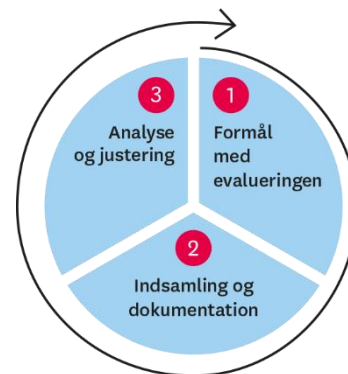 1
Formål
med
evalueringen
2
Indsamling og
dokumentation
3
Analyse
og justering